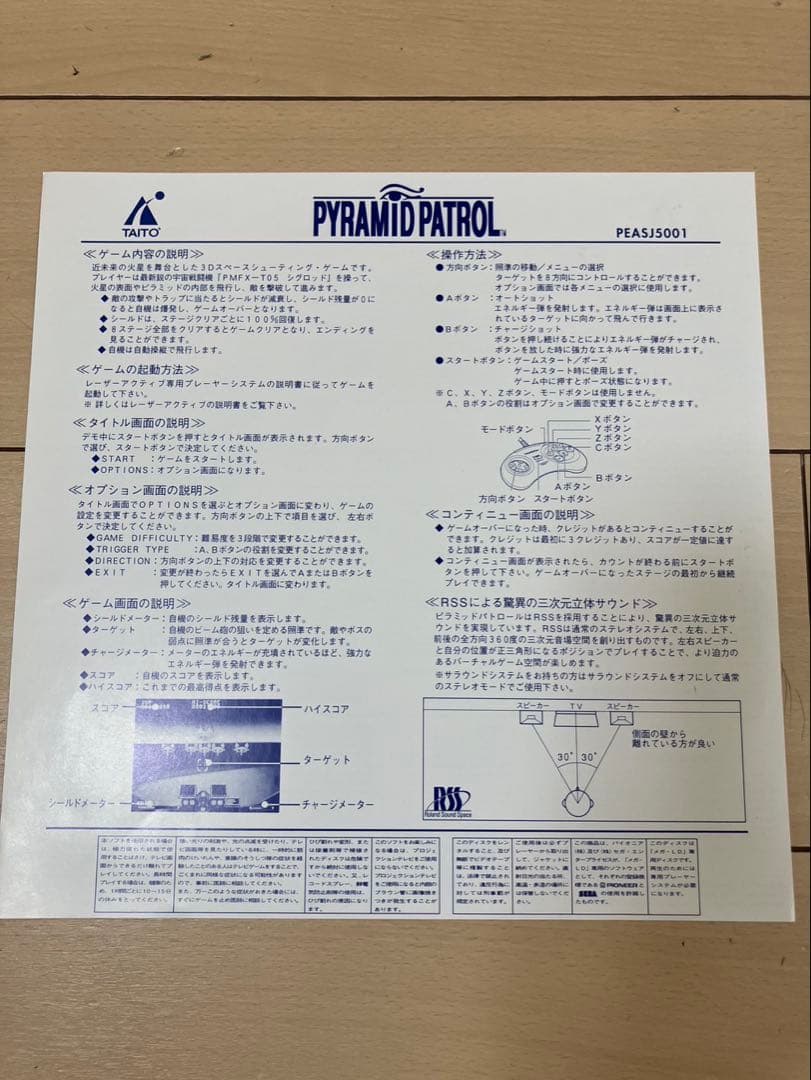 TAITO
PYRAMID PATROL
PEASJ5001
≪ゲーム内容の説明≫
近未来の火星を舞台とした3Dスペースシューティング・ゲームです。
プレイヤーは最新鋭の宇宙戦闘機『PMFX-T05 シグロッド』を操って、
火星の表面やピラミッドの内部を飛行し、敵を撃破して進みます。
◆敵の攻撃やトラップに当たるとシールドが減衰し、シールド残量が0に
なると自機は爆発し、ゲームオーバーとなります。
◆シールドは、ステージクリアごとに100%回復します。
◆8ステージ全部をクリアするとゲームクリアとなり、エンディングを
見ることができます。
◆自機は自動操縦で飛行します。
≪ゲームの起動方法≫
レーザーアクティブ専用プレーヤーシステムの説明書に従ってゲームを
起動して下さい。
※ 詳しくはレーザーアクティブの説明書をご覧下さい。
≪タイトル画面の説明≫
デモ中にスタートボタンを押すとタイトル画面が表示されます。方向ボタン
で選び、スタートボタンで決定してください。
◆START :ゲームをスタートします。
◆OPTIONS:オプション画面になります。
≪オプション画面の説明≫
タイトル画面でOPTIONSを選ぶとオプション画面に変わり、ゲームの
設定を変更することができます。方向ボタンの上下で項目を選び、左右ボ
タンで決定してください。
◆GAME DIFFICULTY:難易度を3段階で変更することができます。
◆TRIGGER TYPE :A、Bボタンの役割を変更することができます。
◆DIRECTION:方向ボタンの上下の対応を変更することができます。
◆EXIT :変更が終わったらEXITを選んでAまたはBボタンを
押してください。タイトル画面に変わります。
≪ゲーム画面の説明≫
◆シールドメーター:自機のシールド残量を表示します。
◆ターゲット :自機のビーム砲の狙いを定める照準です。敵やボスの
弱点に照準が合うとターゲットが変化します。
◆チャージメーター:メーターのエネルギーが充填されているほど、強力な
エネルギー弾を発射できます。
◆スコア :自機のスコアを表示します。
◆ハイスコア:これまでの最高得点を表示します。
スコア
ハイスコア
ターゲット
シールドメーター
チャージメーター
≪操作方法≫
●方向ボタン:照準の移動/メニューの選択
ターゲットを8方向にコントロールすることができます。
オプション画面では各メニューの選択に使用します。
●Aボタン :オートショット
エネルギー弾を発射します。エネルギー弾は画面上に表示さ
れているターゲットに向かって飛んで行きます。
●Bボタン :チャージショット
ボタンを押し続けることによりエネルギー弾がチャージされ、
ボタンを放した時に強力なエネルギー弾を発射します。
●スタートボタン:ゲームスタート/ポーズ
ゲームスタート時に使用します。
ゲーム中に押すとポーズ状態になります。
※ C、X、Y、Zボタン、モードボタンは使用しません。
A、Bボタンの役割はオプション画面で変更することができます。
Xボタン
モードボタン
Yボタン
Zボタン
Cボタン
Bボタン
Aボタン
方向ボタン スタートボタン
≪コンティニュー画面の説明≫
◆ゲームオーバーになった時、クレジットがあるとコンティニューすることが
できます。クレジットは最初に3クレジットあり、スコアが一定値に達す
ると加算されます。
◆コンティニュー画面が表示されたら、カウントが終わる前にスタートボ
タンを押して下さい。ゲームオーバーになったステージの最初から継続
プレイできます。
≪RSSによる驚異の三次元立体サウンド≫
ピラミッドパトロールはRSSを採用することにより、驚異の三次元立体サ
ウンドを実現しています。RSSは通常のステレオシステムで、左右、上下、
前後の全方向360度の三次元音場空間を創り出すものです。左右スピーカー
と自分の位置が正三角形になるポジションでプレイすることで、より迫力の
あるバーチャルゲーム空間が楽しめます。
※サラウンドシステムをお持ちの方はサラウンドシステムをオフにして通常
のステレオモードでご使用下さい。
スピーカー TV スピーカー
側面の壁から
離れている方が良い
30° 30°
RSS
Roland Sound Space